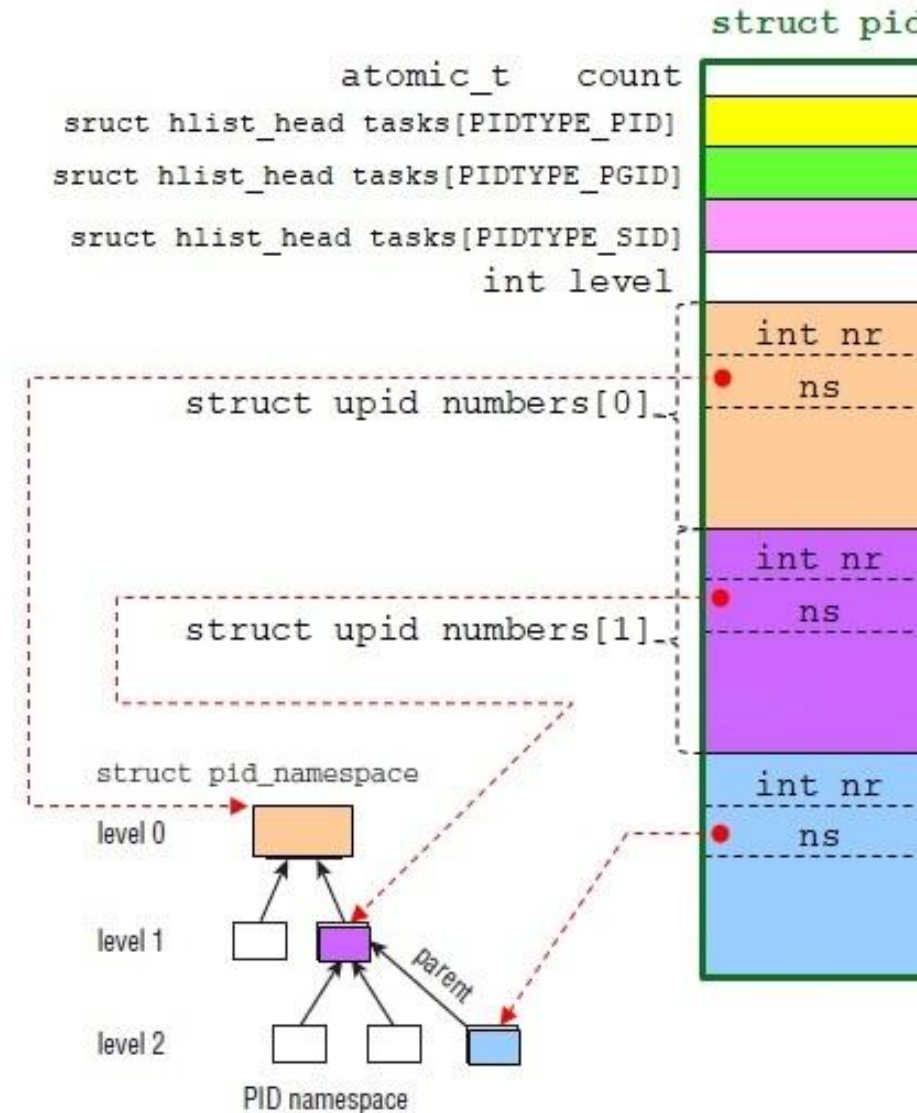 struct pid
atomic_t count
sruct hlist_head tasks[PIDTYPE_PID]
sruct hlist_head tasks[PIDTYPE_PGID]
sruct hlist_head tasks[PIDTYPE_SID]
int level
int nr
ns
struct upid numbers[0]
int nr
ns
struct upid numbers[1]
struct pid_namespace
int nr
level 0
ns
level 1
parent
level 2
PID namespace